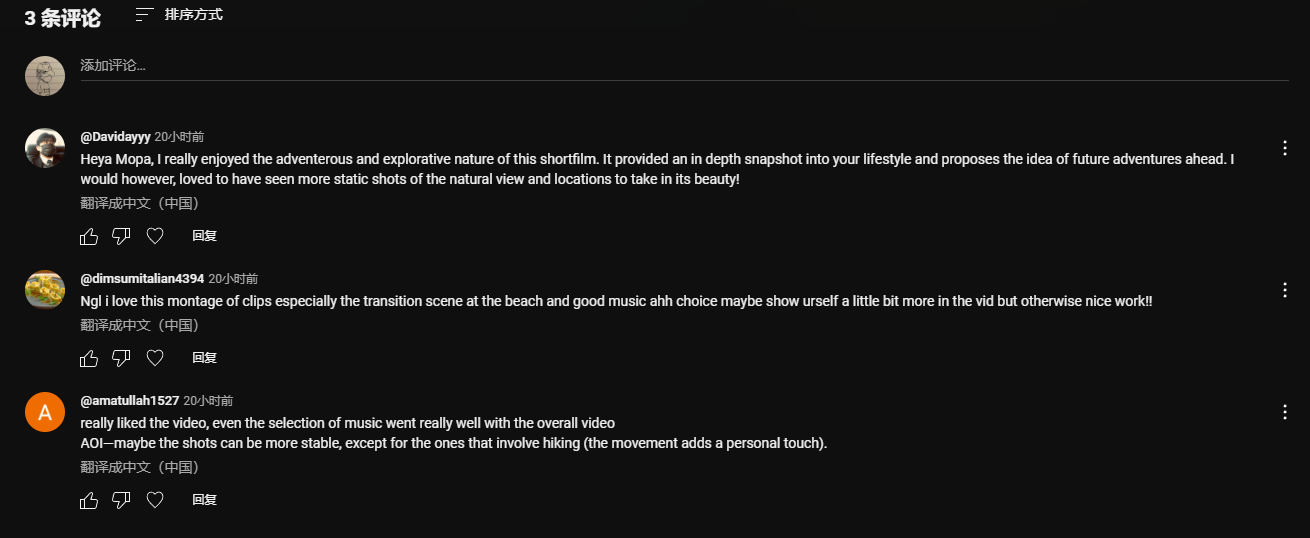 3 条评论
排序方式
添加评论...
@Davidayyy 20小时前
Heya Mopa, I really enjoyed the adventerous and explorative nature of this shortfilm. It provided an in depth snapshot into your lifestyle and proposes the idea of future adventures ahead. I
would however, loved to have seen more static shots of the natural view and locations to take in its beauty!
翻译成中文（中国）
回复
@dimsumitalian4394 20小时前
Ngl i love this montage of clips especially the transition scene at the beach and good music ahh choice maybe show urself a little bit more in the vid but otherwise nice work!!
翻译成中文（中国）
回复
A
@amatullah1527 20小时前
really liked the video, even the selection of music went really well with the overall video
AOI—maybe the shots can be more stable, except for the ones that involve hiking (the movement adds a personal touch).
翻译成中文（中国）
回复